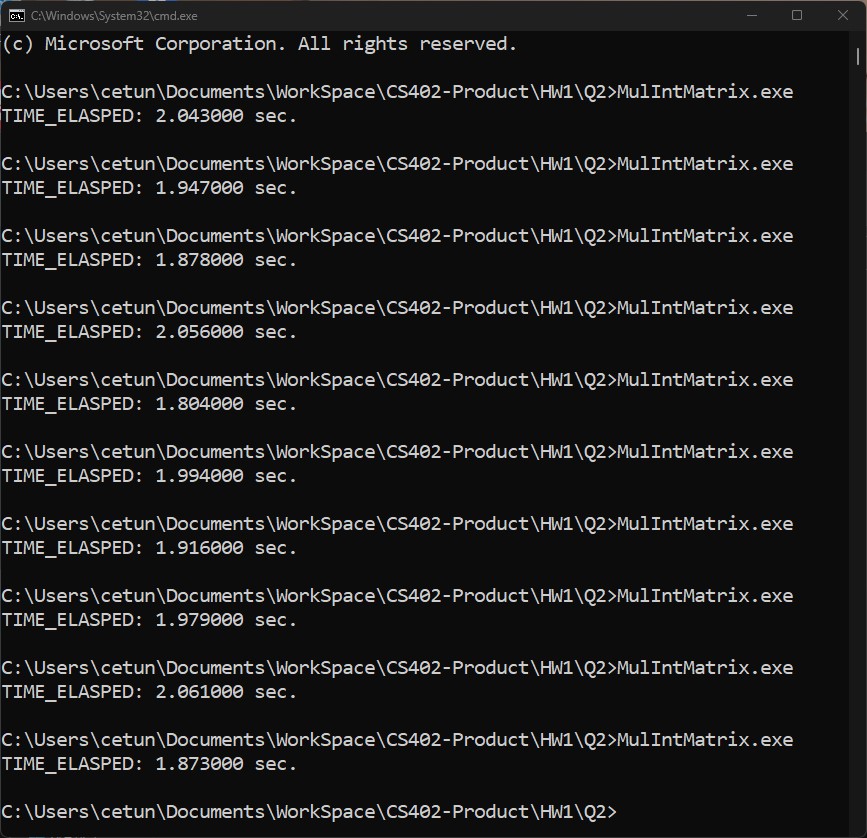 C:\Windows\System32\cmd.exe
(c) Microsoft Corporation. All rights reserved.
C:\Users\cetun\Documents\WorkSpace\CS402-Product\HW1\Q2>MulIntMatrix.exe
TIME_ELASPED: 2.043000 sec.
C:\Users\cetun\Documents\WorkSpace\CS402-Product\HW1\Q2>MulIntMatrix.exe
TIME_ELASPED: 1.947000 sec.
C:\Users\cetun\Documents\WorkSpace\CS402-Product\HW1\Q2>MulIntMatrix.exe
TIME_ELASPED: 1.878000 sec.
C:\Users\cetun\Documents\WorkSpace\CS402-Product\HW1\Q2>MulIntMatrix.exe
TIME_ELASPED: 2.056000 sec.
C:\Users\cetun\Documents\WorkSpace\CS402-Product\HW1\Q2>MulIntMatrix.exe
TIME_ELASPED: 1.804000 sec.
C:\Users\cetun\Documents\WorkSpace\CS402-Product\HW1\Q2>MulIntMatrix.exe
TIME_ELASPED: 1.994000 sec.
C:\Users\cetun\Documents\WorkSpace\CS402-Product\HW1\Q2>MulIntMatrix.exe
TIME_ELASPED: 1.916000 sec.
C:\Users\cetun\Documents\WorkSpace\CS402-Product\HW1\Q2>MulIntMatrix.exe
TIME_ELASPED: 1.979000 sec.
C:\Users\cetun\Documents\WorkSpace\CS402-Product\HW1\Q2>MulIntMatrix.exe
TIME_ELASPED: 2.061000 sec.
C:\Users\cetun\Documents\WorkSpace\CS402-Product\HW1\Q2>MulIntMatrix.exe
TIME_ELASPED: 1.873000 sec.
C:\Users\cetun\Documents\WorkSpace\CS402-Product\HW1\Q2>